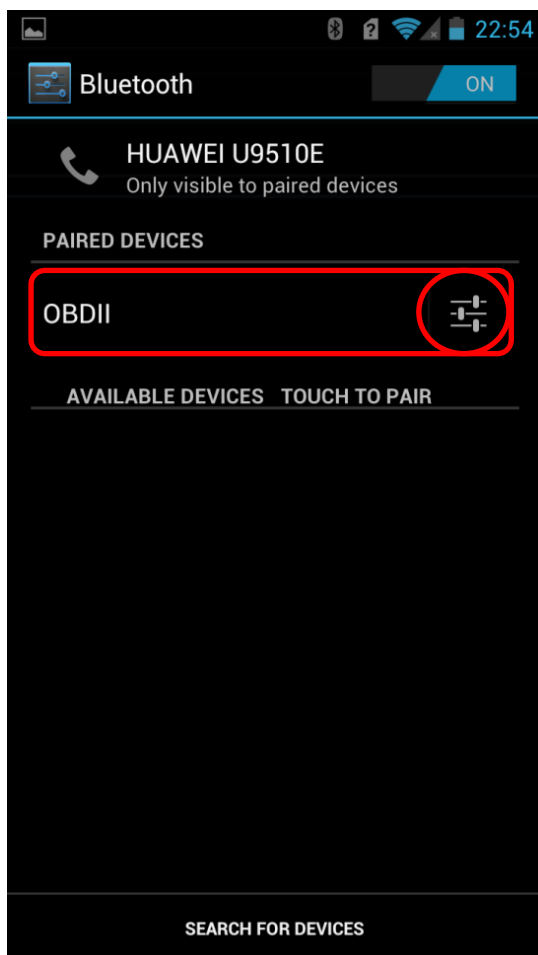 22:54
Bluetooth ON
HUAWEI U9510E
Only visible to paired devices
PAIRED DEVICES
OBDII
AVAILABLE DEVICES TOUCH TO PAIR
SEARCH FOR DEVICES